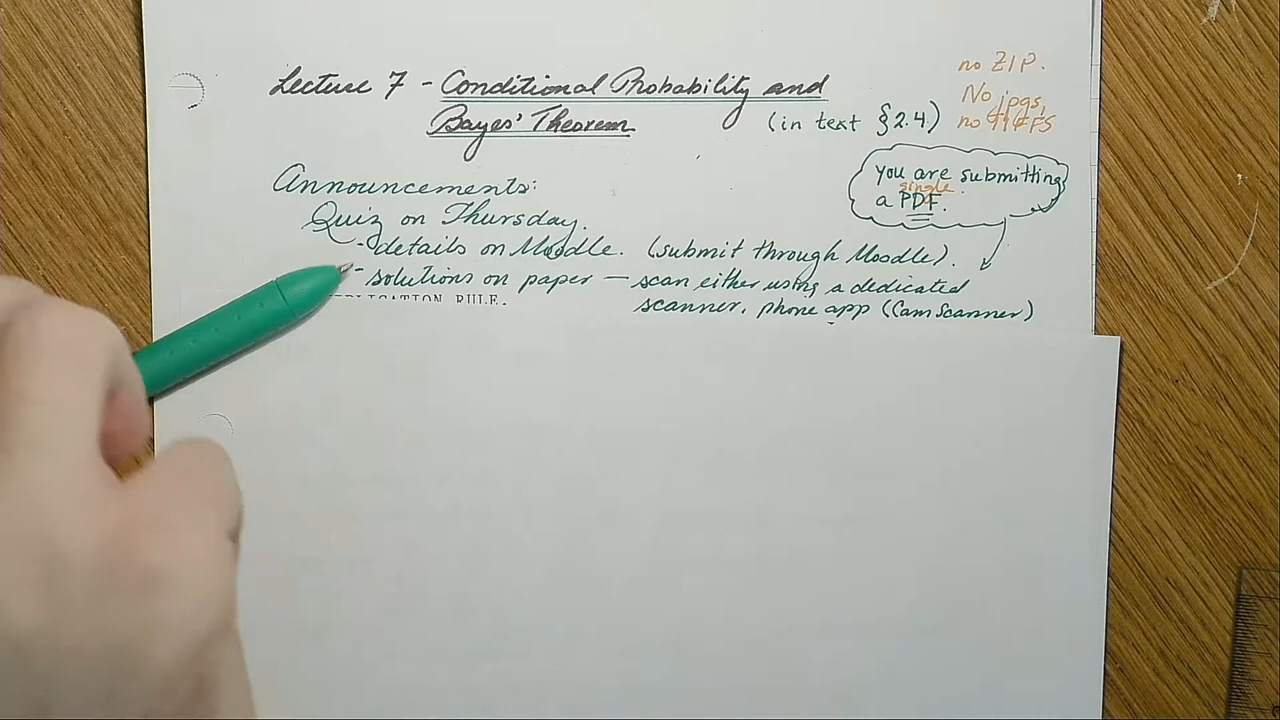 Lecture 7 - Conditional Probability and
Bayes' Theorem
(in text §2.4)
no ZIP.
No jpgs,
no TIFFS
you are submitting
a single PDF.
Announcements:
Quiz on Thursday.
- details on Moodle. (submit through Moodle).
- solutions on paper — scan either using a dedicated
scanner, phone app (CamScanner)
RULE.